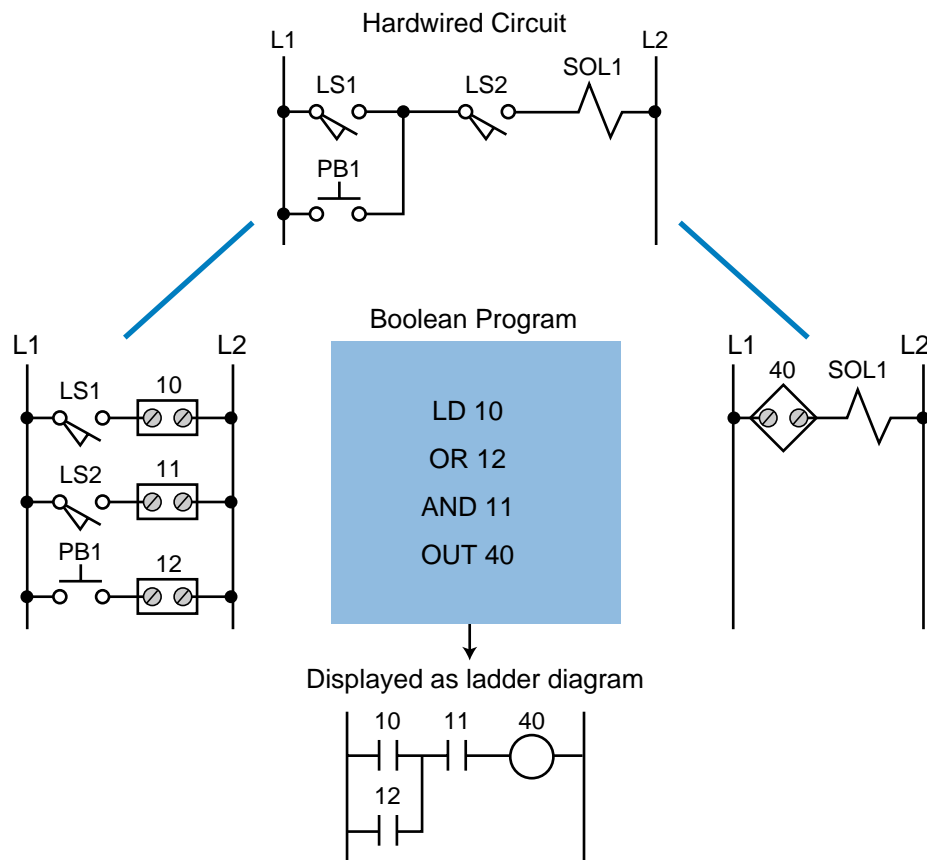 Hardwired Circuit
L1
L2
LS1
LS2
SOL1
PB1
L1
L2
LS1
10
LS2
11
PB1
12
Boolean Program
LD 10
OR 12
AND 11
OUT 40
L1
L2
40
SOL1
Displayed as ladder diagram
10
11
40
12